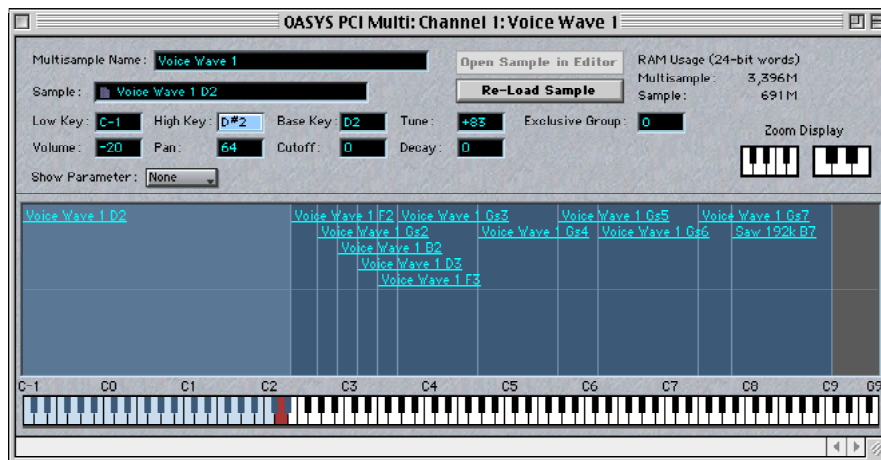 OASYS PCI Multi: Channel 1: Voice Wave 1
Multisample Name: Voice Wave 1
Open Sample in Editor
RAM Usage (24-bit words)
Multisample: 3,396M
Sample: Voice Wave 1 D2
Re-Load Sample
Sample: 691M
Low Key: C-1 High Key: D#2 Base Key: D2 Tune: +83 Exclusive Group: 0
Zoom Display
Volume: -20 Pan: 64 Cutoff: 0 Decay: 0
Show Parameter: None
Voice Wave 1 D2 Voice Wave 1 F2 Voice Wave 1 Gs3 Voice Wave 1 Gs5 Voice Wave 1 Gs7
Voice Wave 1 Gs2 Voice Wave 1 Gs4 Voice Wave 1 Gs6 Saw 192k B7
Voice Wave 1 B2
Voice Wave 1 D3
Voice Wave 1 F3
C-1 C0 C1 C2 C3 C4 C5 C6 C7 C8 C9 G9